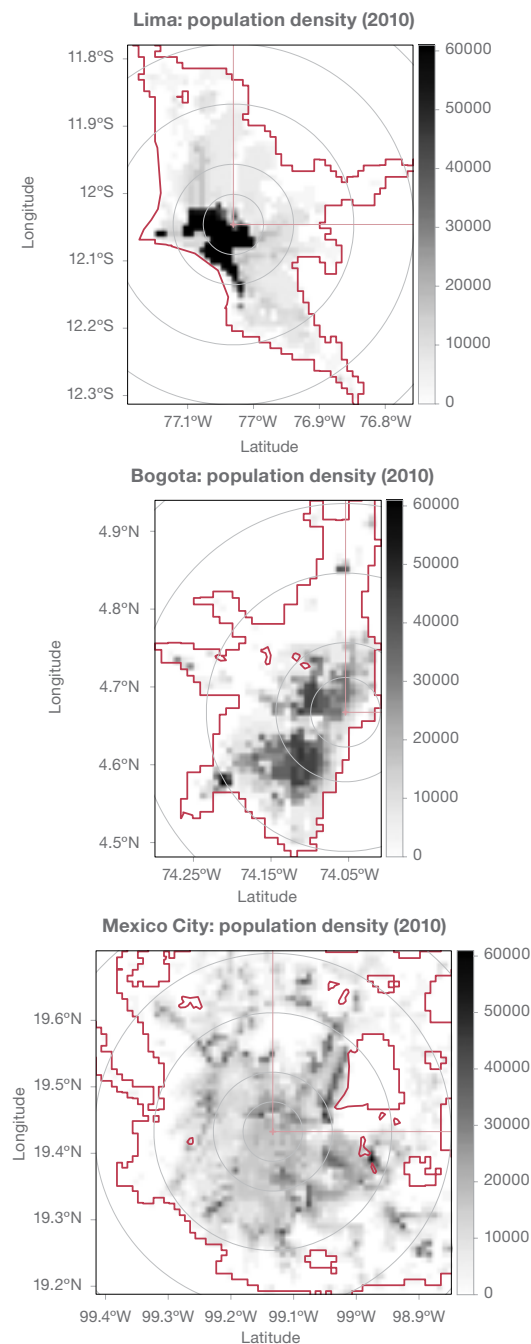 Lima: population density (2010)
11.8°S
11.9°S
12°S
12.1°S
12.2°S
12.3°S
Longitude
77.1°W 77°W 76.9°W 76.8°W
Latitude
60000
50000
40000
30000
20000
10000
0
Bogota: population density (2010)
4.9°N
4.8°N
4.7°N
4.6°N
4.5°N
Longitude
74.25°W 74.15°W 74.05°W
Latitude
60000
50000
40000
30000
20000
10000
0
Mexico City: population density (2010)
19.6°N
19.5°N
19.4°N
19.3°N
19.2°N
Longitude
99.4°W 99.3°W 99.2°W 99.1°W 99°W 98.9°W
Latitude
60000
50000
40000
30000
20000
10000
0